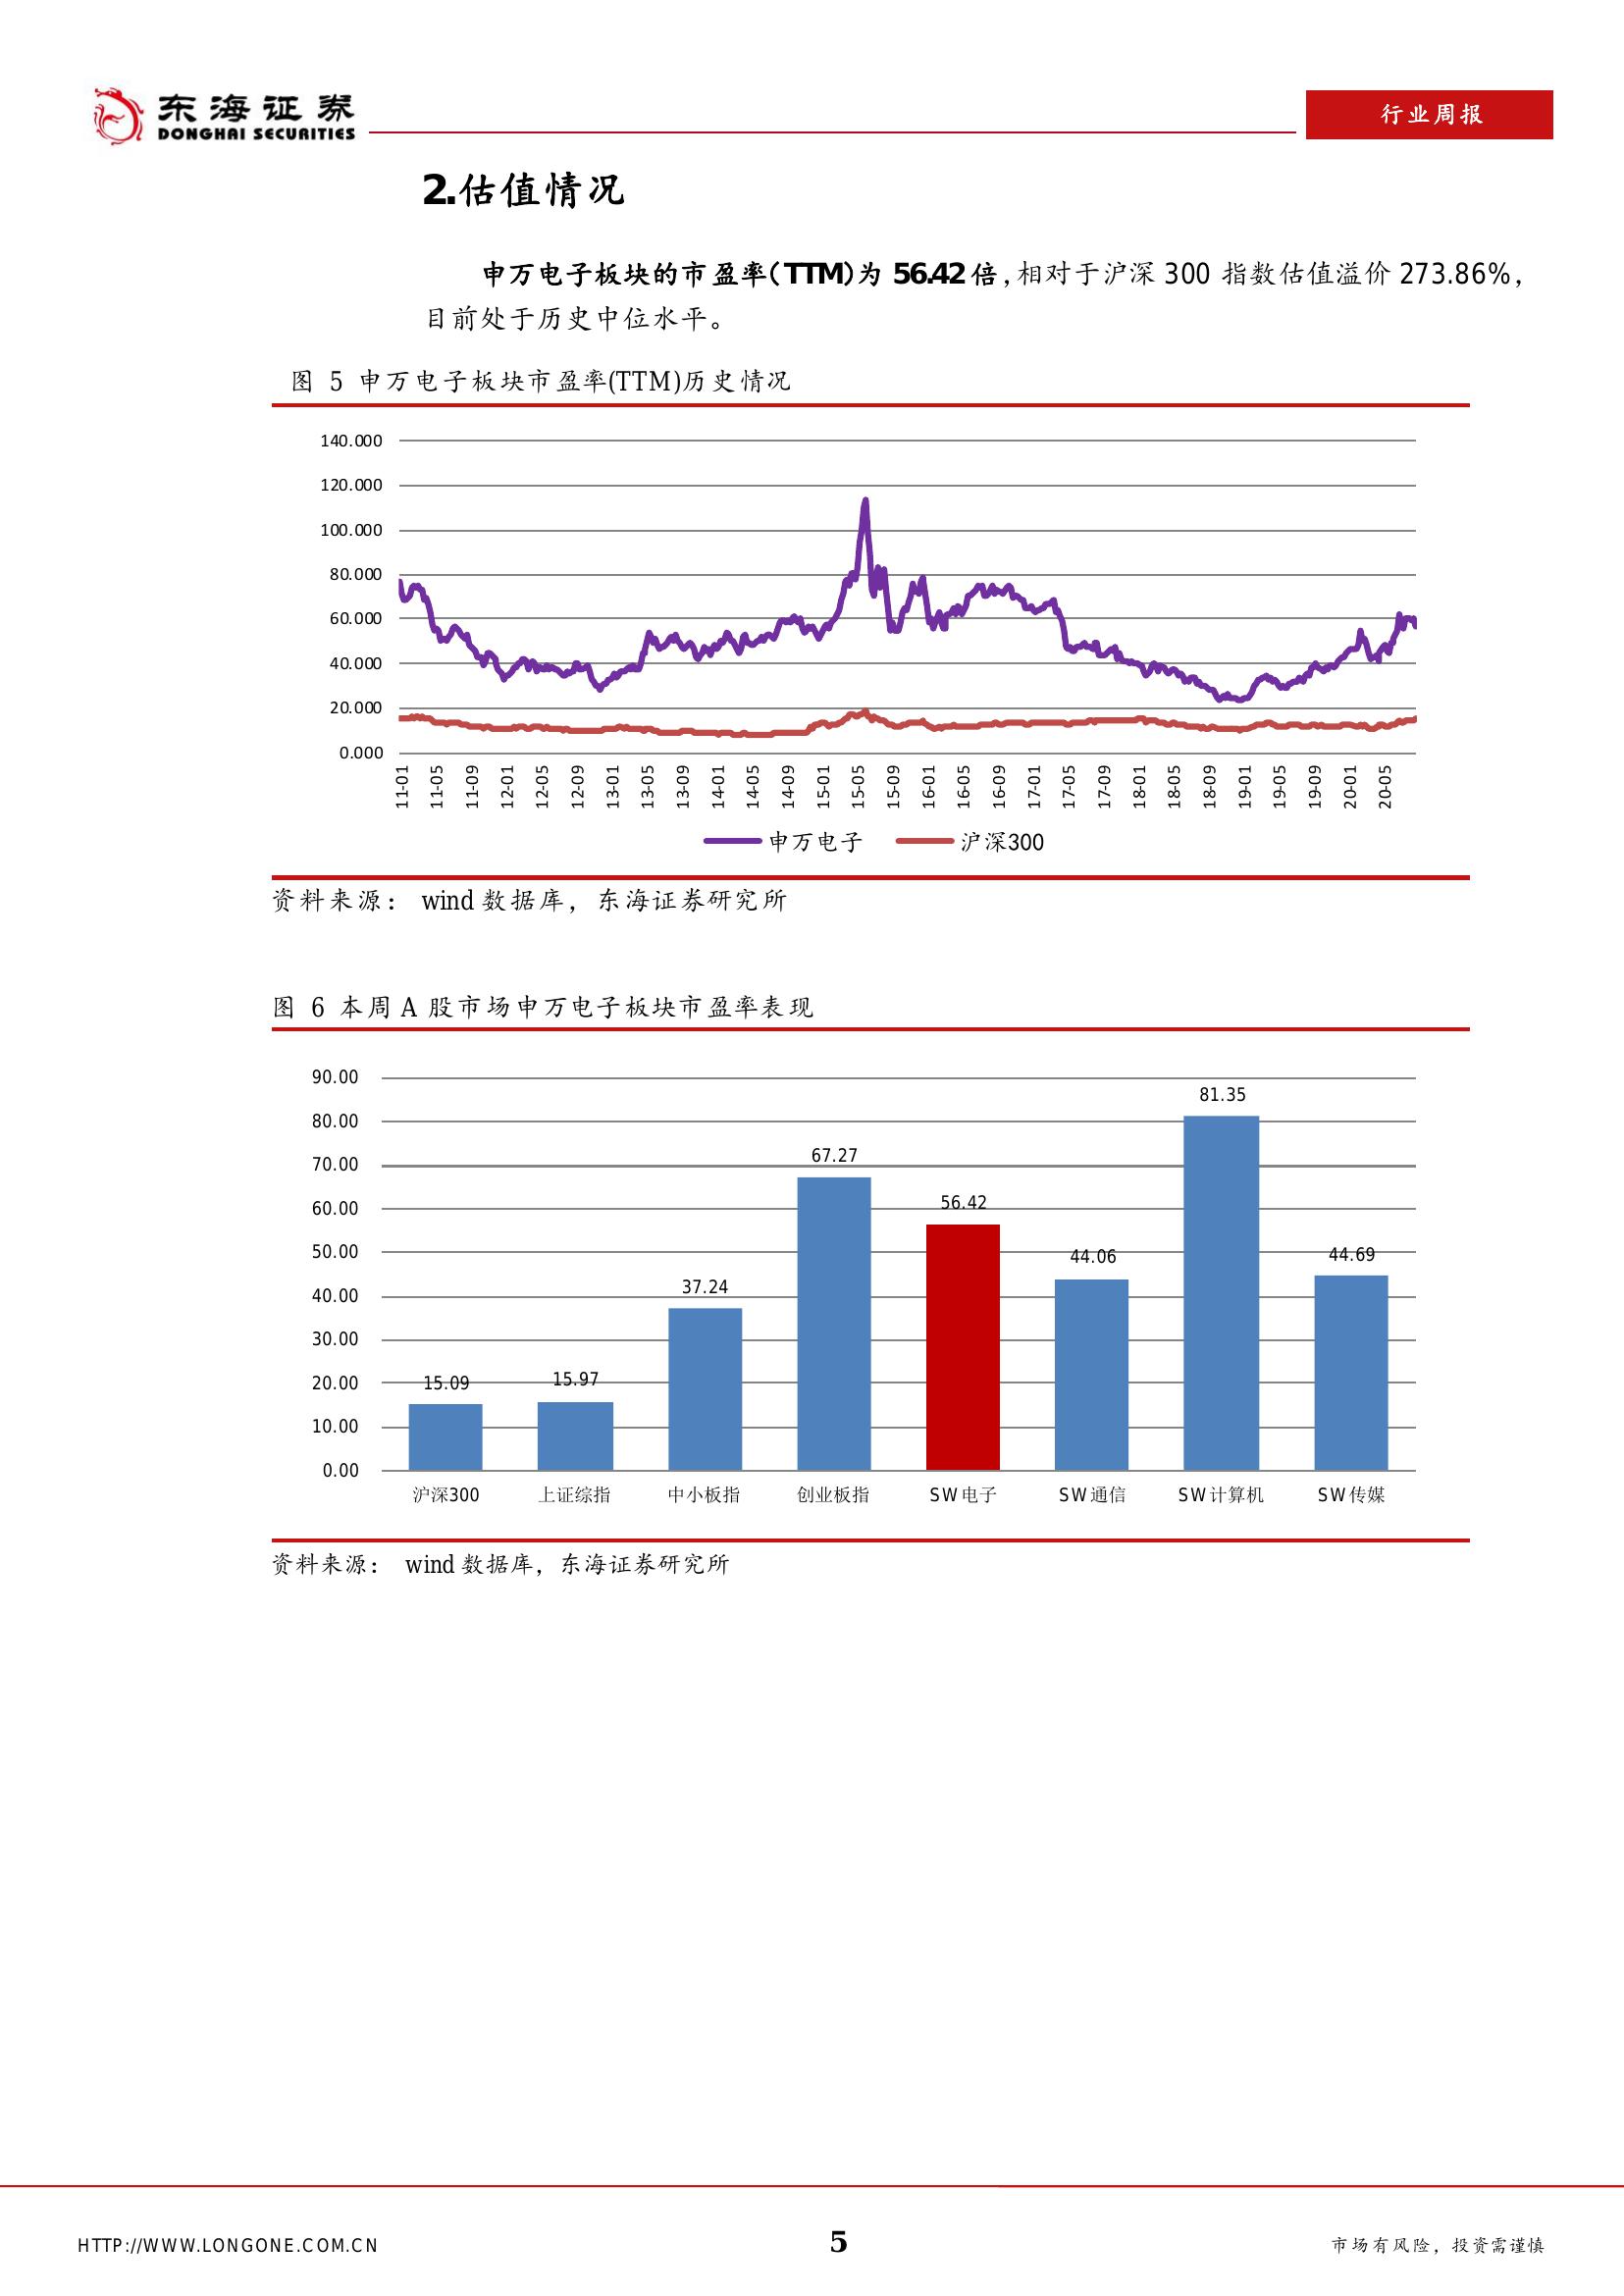 东海证券
DONGHAI SECURITIES
行业周报
2.估值情况
申万电子板块的市盈率(TTM)为 56.42 倍，相对于沪深 300 指数估值溢价 273.86%，
目前处于历史中位水平。
图 5 申万电子板块市盈率(TTM)历史情况
140.000
120.000
100.000
80.000
60.000
40.000
20.000
0.000
11-01 11-05 11-09 12-01 12-05 12-09 13-01 13-05 13-09 14-01 14-05 14-09 15-01 15-05 15-09 16-01 16-05 16-09 17-01 17-05 17-09 18-01 18-05 18-09 19-01 19-05 19-09 20-01 20-05
申万电子 沪深300
资料来源： wind 数据库，东海证券研究所
图 6 本周 A 股市场申万电子板块市盈率表现
90.00
80.00
70.00
60.00
50.00
40.00
30.00
20.00
10.00
0.00
15.09 15.97 37.24 67.27 56.42 44.06 81.35 44.69
沪深300 上证综指 中小板指 创业板指 SW电子 SW通信 SW计算机 SW传媒
资料来源： wind 数据库，东海证券研究所
HTTP://WWW.LONGONE.COM.CN
5
市场有风险，投资需谨慎